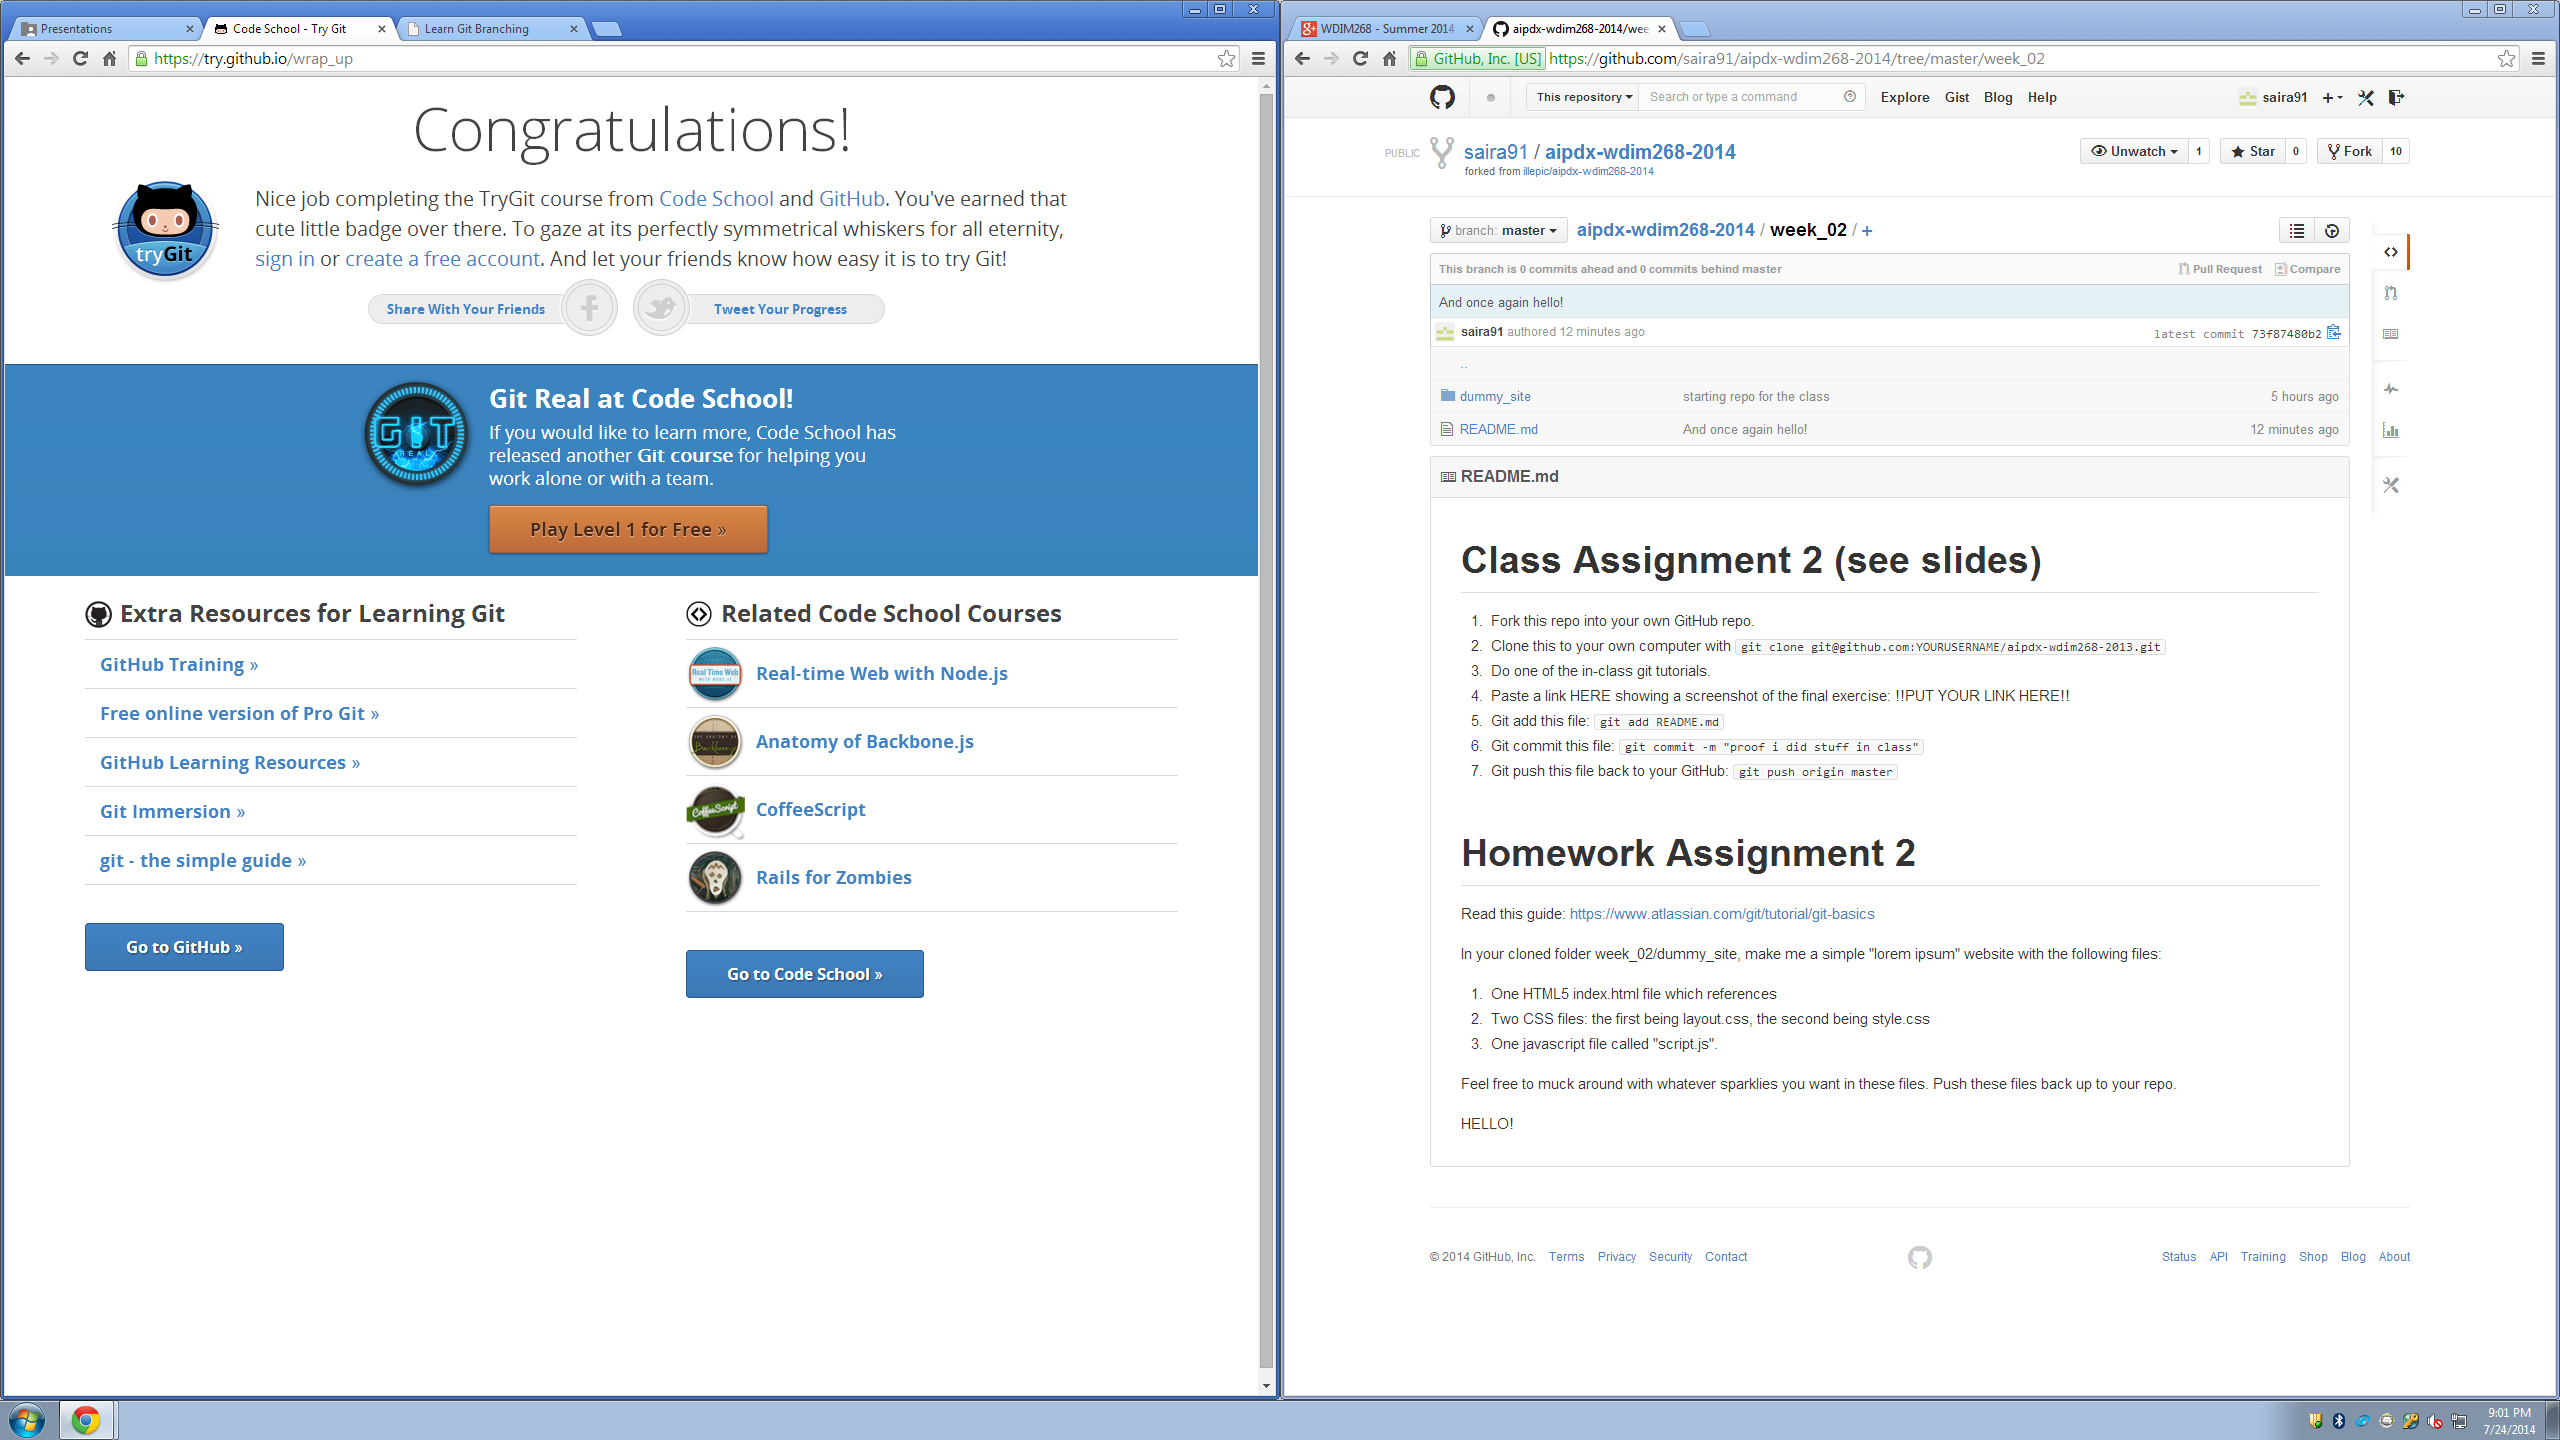 Presentations
Code School - Try Git
Learn Git Branching
https://try.github.io/wrap_up
Congratulations!
tryGit
Nice job completing the TryGit course from Code School and GitHub. You've earned that
cute little badge over there. To gaze at its perfectly symmetrical whiskers for all eternity,
sign in or create a free account. And let your friends know how easy it is to try Git!
Share With Your Friends
Tweet Your Progress
GIT
REAL
Git Real at Code School!
If you would like to learn more, Code School has
released another Git course for helping you
work alone or with a team.
Play Level 1 for Free »
Extra Resources for Learning Git
GitHub Training »
Free online version of Pro Git »
GitHub Learning Resources »
Git Immersion »
git - the simple guide »
Go to GitHub »
Related Code School Courses
Real Time Web
WITH NODE.JS
Real-time Web with Node.js
Backbone
Anatomy of Backbone.js
CoffeeScript
CoffeeScript
Rails for Zombies
Go to Code School »
WDIM268 - Summer 2014
aipdx-wdim268-2014/wee
GitHub, Inc. [US]
https://github.com/saira91/aipdx-wdim268-2014/tree/master/week_02
This repository
Search or type a command
Explore
Gist
Blog
Help
saira91
PUBLIC
saira91 / aipdx-wdim268-2014
forked from illepic/aipdx-wdim268-2014
Unwatch
1
Star
0
Fork
10
branch: master
aipdx-wdim268-2014 / week_02 / +
This branch is 0 commits ahead and 0 commits behind master
Pull Request
Compare
And once again hello!
saira91 authored 12 minutes ago
latest commit 73f87480b2
..
dummy_site
starting repo for the class
5 hours ago
README.md
And once again hello!
12 minutes ago
README.md
Class Assignment 2 (see slides)
1. Fork this repo into your own GitHub repo.
2. Clone this to your own computer with git clone git@github.com:YOURUSERNAME/aipdx-wdim268-2013.git
3. Do one of the in-class git tutorials.
4. Paste a link HERE showing a screenshot of the final exercise: !!PUT YOUR LINK HERE!!
5. Git add this file: git add README.md
6. Git commit this file: git commit -m "proof i did stuff in class"
7. Git push this file back to your GitHub: git push origin master
Homework Assignment 2
Read this guide: https://www.atlassian.com/git/tutorial/git-basics
In your cloned folder week_02/dummy_site, make me a simple "lorem ipsum" website with the following files:
1. One HTML5 index.html file which references
2. Two CSS files: the first being layout.css, the second being style.css
3. One javascript file called "script.js".
Feel free to muck around with whatever sparklies you want in these files. Push these files back up to your repo.
HELLO!
© 2014 GitHub, Inc.
Terms
Privacy
Security
Contact
Status
API
Training
Shop
Blog
About
9:01 PM
7/24/2014